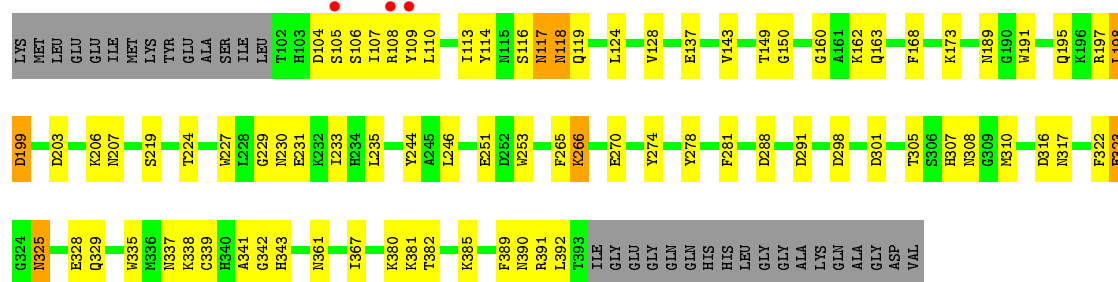 LYS MET LEU GLU GLU ILE MET LYS TYR GLU ALA SER ILE LEU T102 H103 D104 S105 S106 I107 R108 Y109 L110 I113 Y114 N115 S116 N117 N118 Q119 L124 V128 E137 V143 T149 G150 G160 A161 K162 Q163 F168 K173 N189 G190 W191 Q195 K196 R197
D199 D203 K206 N207 S219 T224 W227 L228 G229 N230 E231 K232 I233 H234 L235 Y244 A245 L246 E251 D252 W253 F265 K266 E270 Y274 Y278 F281 D288 D291 D298 D301 T305 S306 H307 N308 G309 M310 D316 N317 F322
G324 N325 E328 Q329 W335 M336 N337 K338 C339 H340 A341 G342 H343 N361 I367 K380 K381 T382 K385 F389 N390 R391 L392 T393 ILE GLY GLU GLY GLN GLN HIS HIS LEU GLY GLY ALA LYS GLN ALA GLY ASP VAL